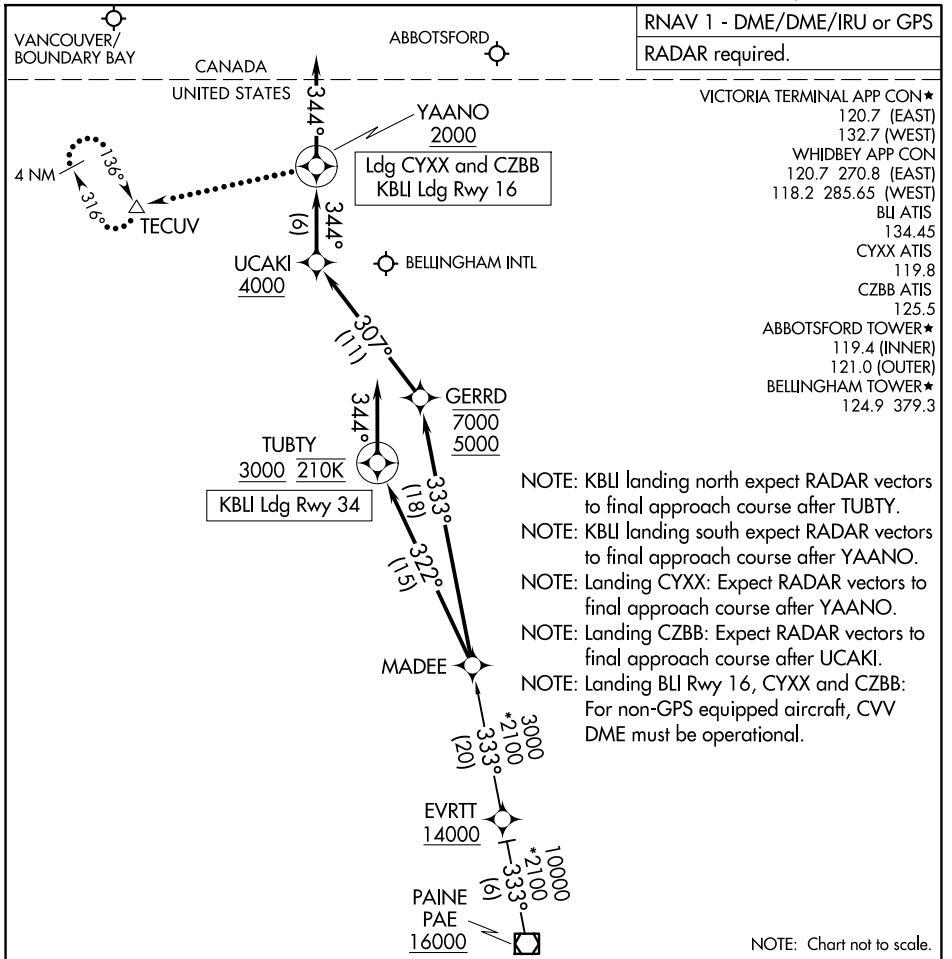 RNAV 1 - DME/DME/IRU or GPS
RADAR required.
VANCOUVER/
BOUNDARY BAY
ABBOTSFORD
CANADA
UNITED STATES
VICTORIA TERMINAL APP CON★
120.7 (EAST)
132.7 (WEST)
WHIDBEY APP CON
120.7 270.8 (EAST)
118.2 285.65 (WEST)
BLI ATIS
134.45
CYXX ATIS
119.8
CZBB ATIS
125.5
ABBOTSFORD TOWER★
119.4 (INNER)
121.0 (OUTER)
BELLINGHAM TOWER★
124.9 379.3
344°
YAANO
2000
Ldg CYXX and CZBB
KBLI Ldg Rwy 16
4 NM
136°
316°
TECUV
344°
(6)
UCAKI
4000
BELLINGHAM INTL
307°
(11)
GERRD
7000
5000
344°
TUBTY
3000 210K
KBLI Ldg Rwy 34
333°
(18)
322°
(15)
MADEE
NOTE: KBLI landing north expect RADAR vectors
to final approach course after TUBTY.
NOTE: KBLI landing south expect RADAR vectors
to final approach course after YAANO.
NOTE: Landing CYXX: Expect RADAR vectors to
final approach course after YAANO.
NOTE: Landing CZBB: Expect RADAR vectors to
final approach course after UCAKI.
NOTE: Landing BLI Rwy 16, CYXX and CZBB:
For non-GPS equipped aircraft, CVV
DME must be operational.
3000
*2100
333°
(20)
EVRTT
14000
10000
*2100
333°
(6)
PAINE
PAE
16000
NOTE: Chart not to scale.